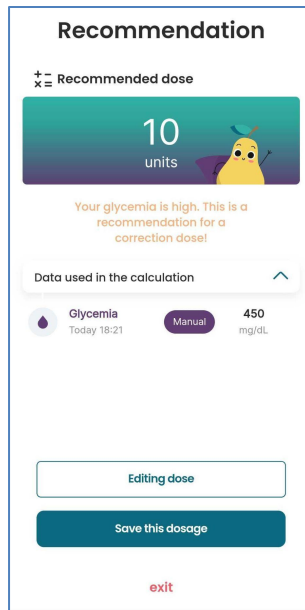 Recommendation
Recommended dose
10
units
Your glycemia is high. This is a
recommendation for a
correction dose!
Data used in the calculation
Glycemia
Today 18:21
Manual
450
mg/dL
Editing dose
Save this dosage
exit